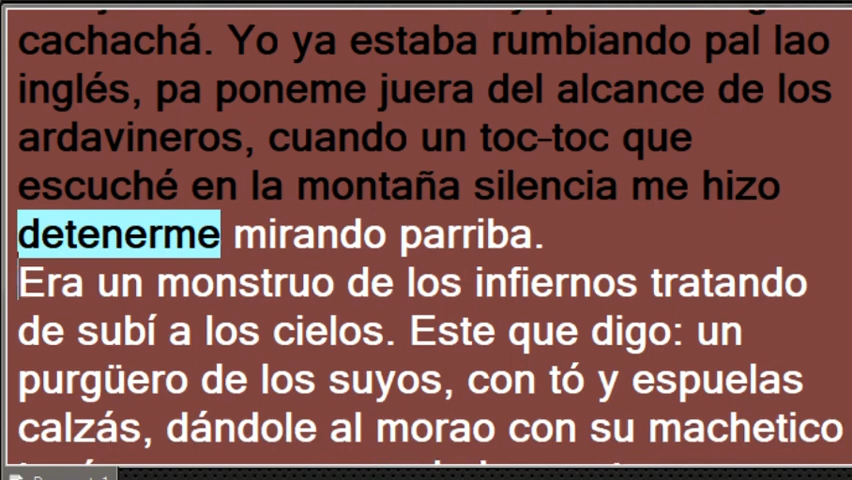 cachachá. Yo ya estaba rumbiando pal lao
inglés, pa poneme juera del alcance de los
ardavineros, cuando un toc-toc que
escuché en la montaña silencia me hizo
detenerme mirando parriba.
Era un monstruo de los infiernos tratando
de subí a los cielos. Este que digo: un
purgüero de los suyos, con tó y espuelas
calzás, dándole al morao con su machetico